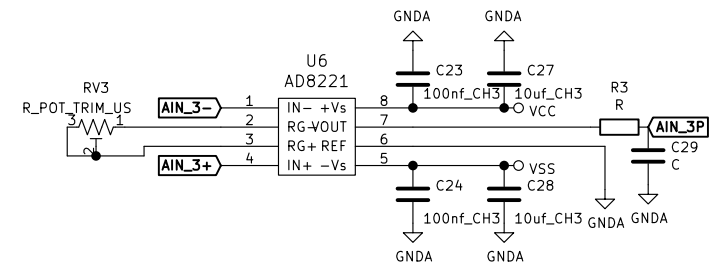 GNDA
GNDA
U6
AD8221
C23
100nf_CH3
C27
10uf_CH3
RV3
R_POT_TRIM_US
3
1
2
AIN_3-
1
IN-
+Vs
8
VCC
2
RG-
VOUT
7
R3
R
AIN_3P
3
RG+
REF
6
AIN_3+
4
IN+
-Vs
5
VSS
C29
C
C24
100nf_CH3
C28
10uf_CH3
GNDA
GNDA
GNDA
GNDA